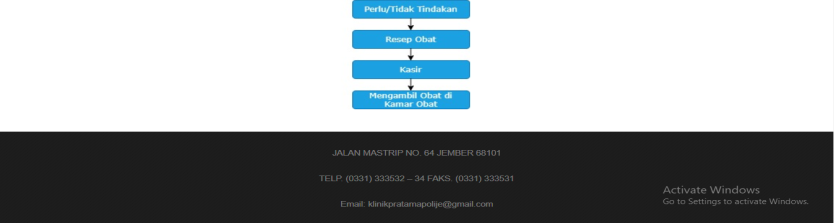 Perlu/Tidak Tindakan
Resep Obat
Kasir
Mengambil Obat di
Kamar Obat
JALAN MASTRIP NO. 64 JEMBER 68101
TELP. (0331) 333532 – 34 FAKS. (0331) 333531
Email: klinikpratamapolije@gmail.com
Activate Windows
Go to Settings to activate Windows.